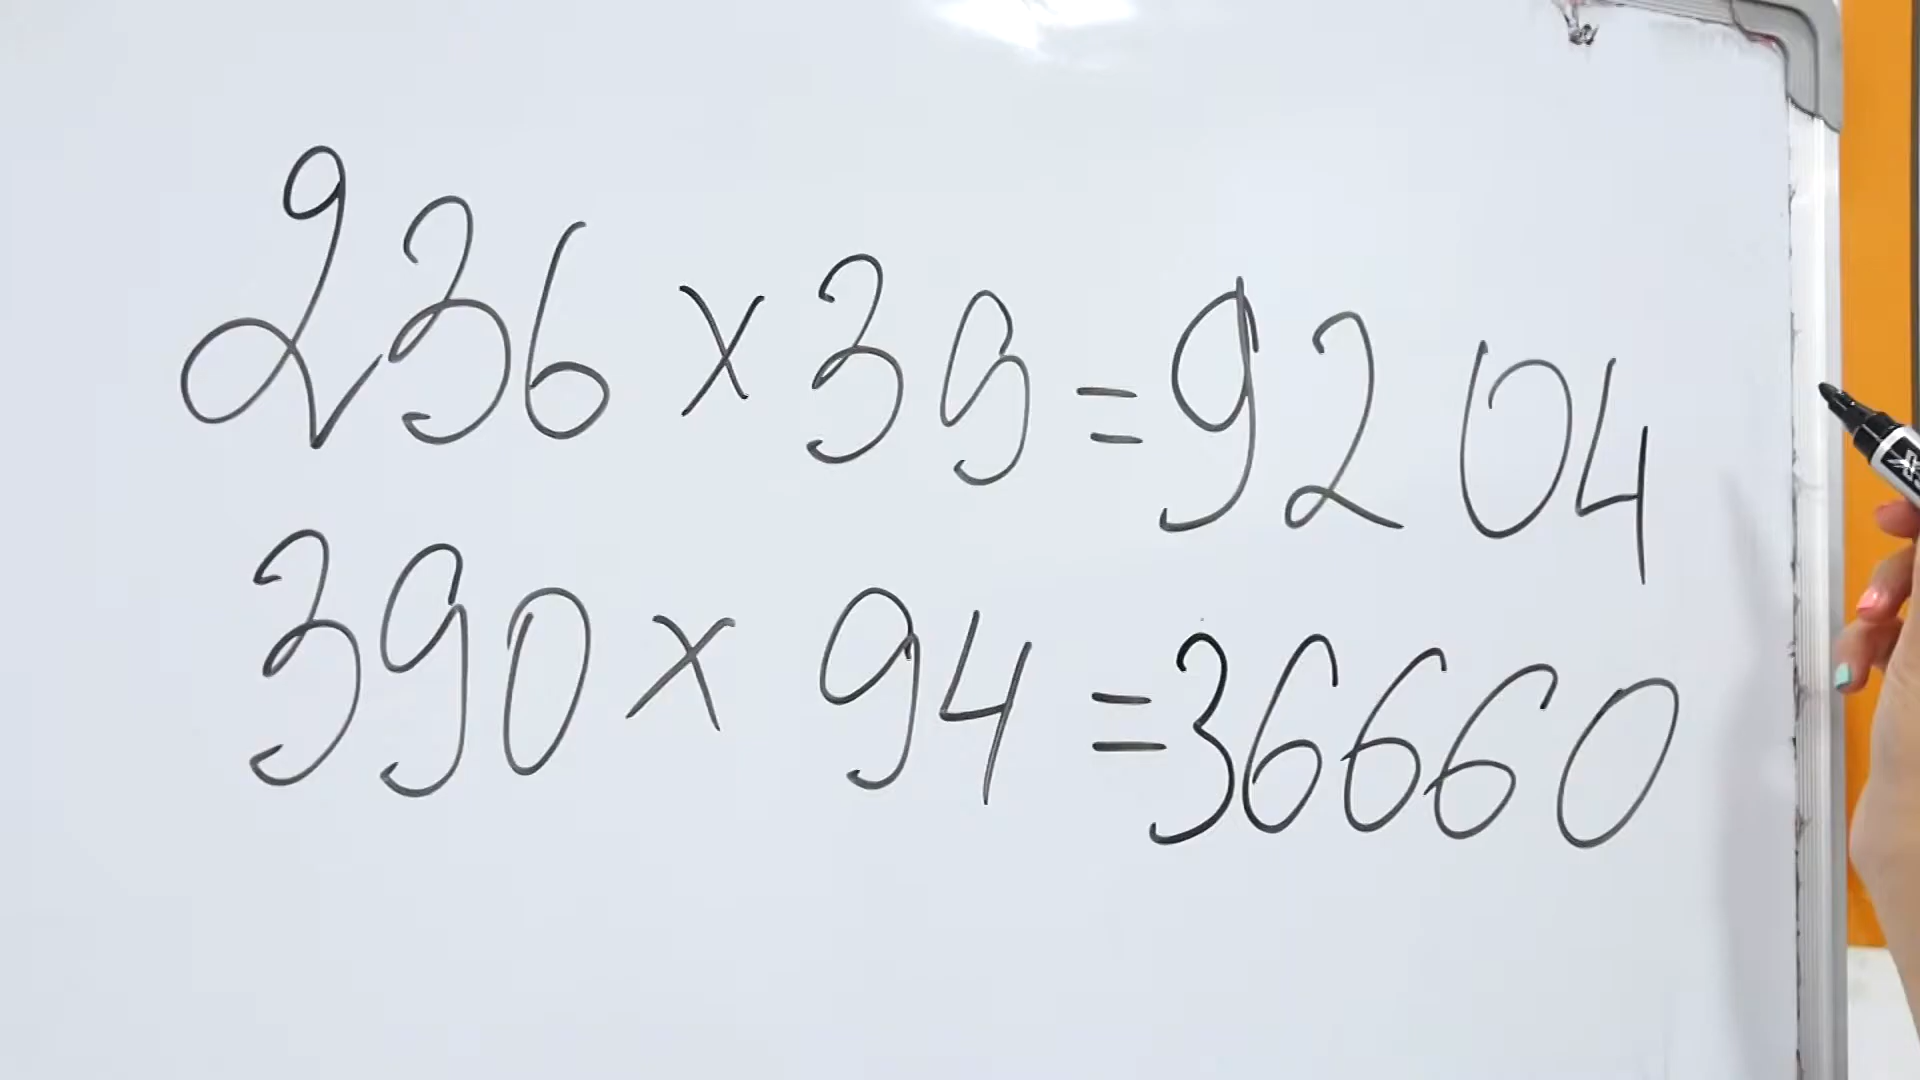 236 × 39 = 9204
390 × 94 = 36660